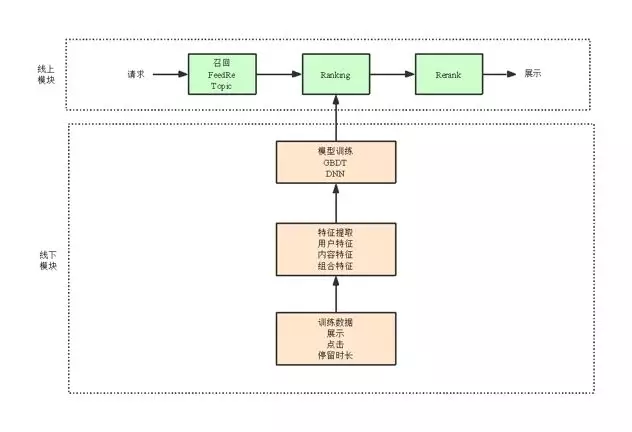 线上
模块
请求
召回
FeedRe
Topic
Ranking
Rerank
展示
模型训练
GBDT
DNN
线下
模块
特征提取
用户特征
内容特征
组合特征
训练数据
展示
点击
停留时长